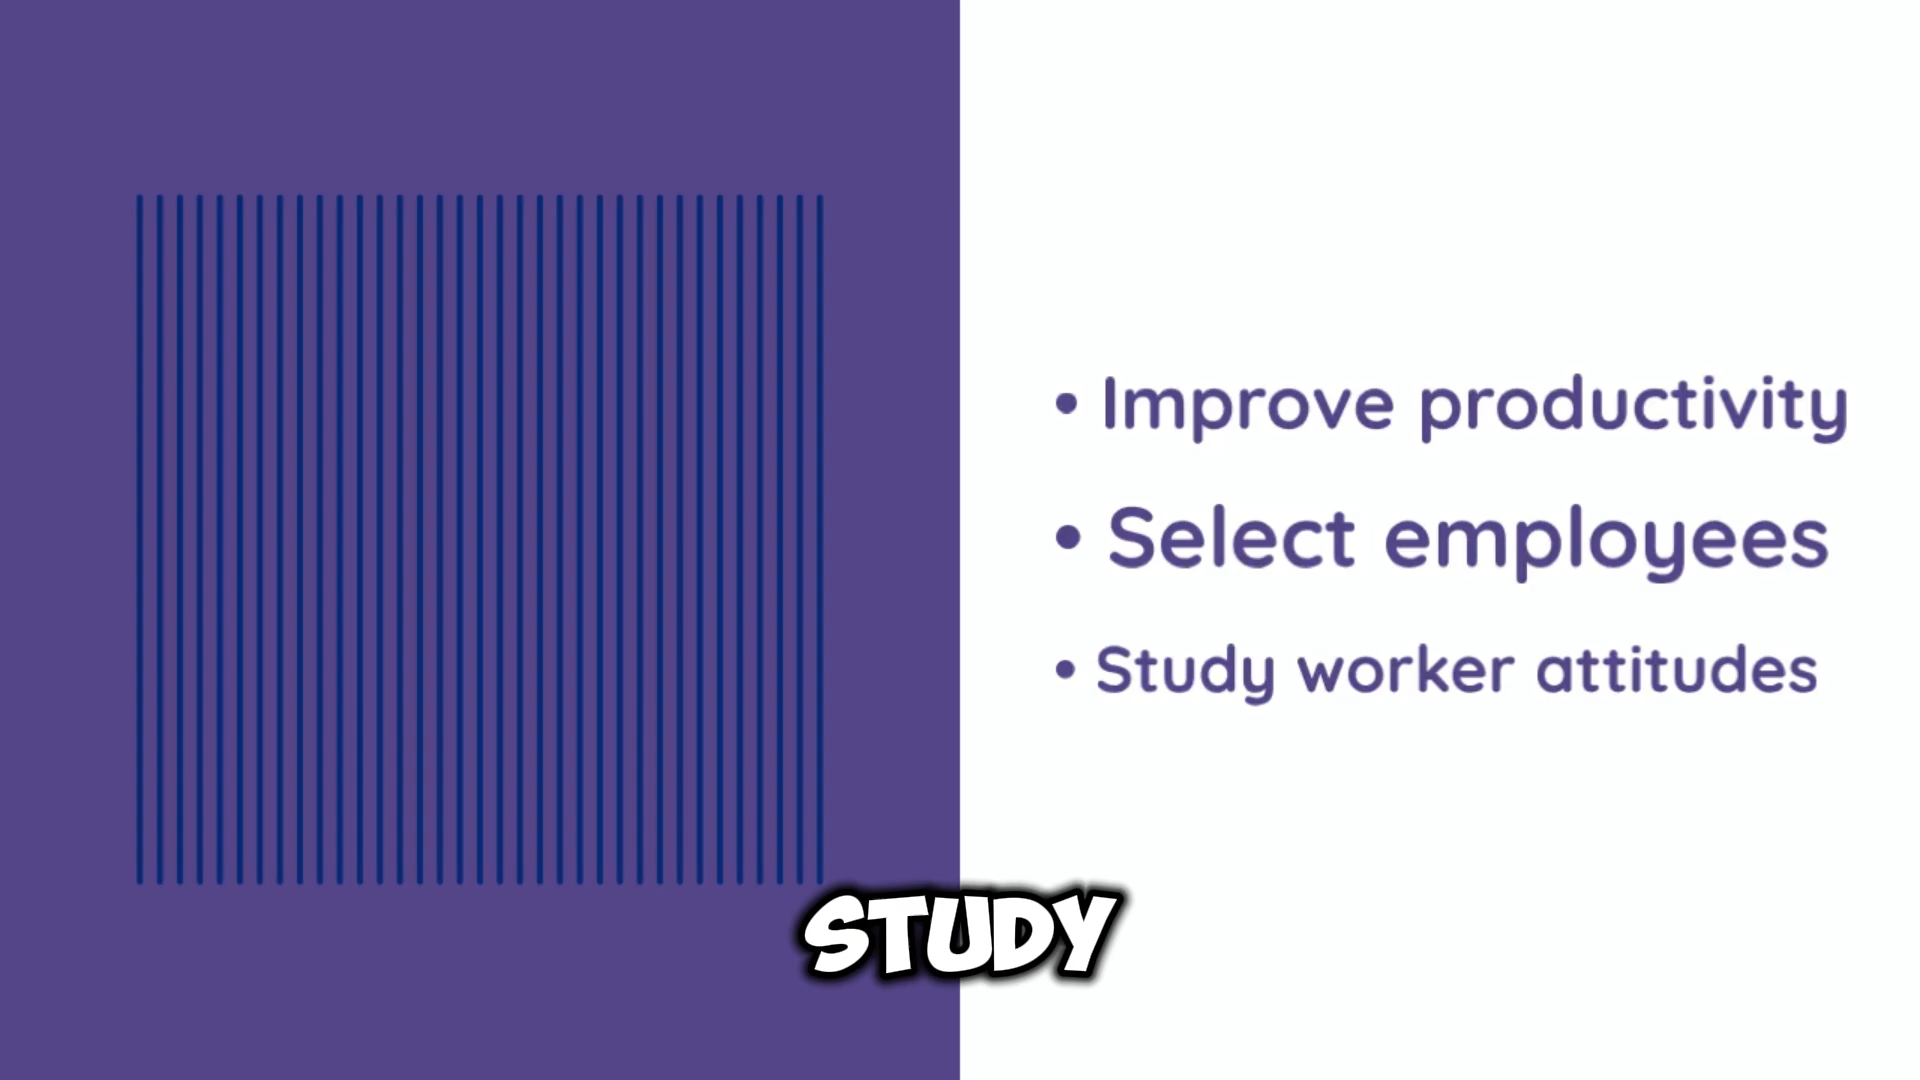 • Improve productivity
• Select employees
• Study worker attitudes
STUDY